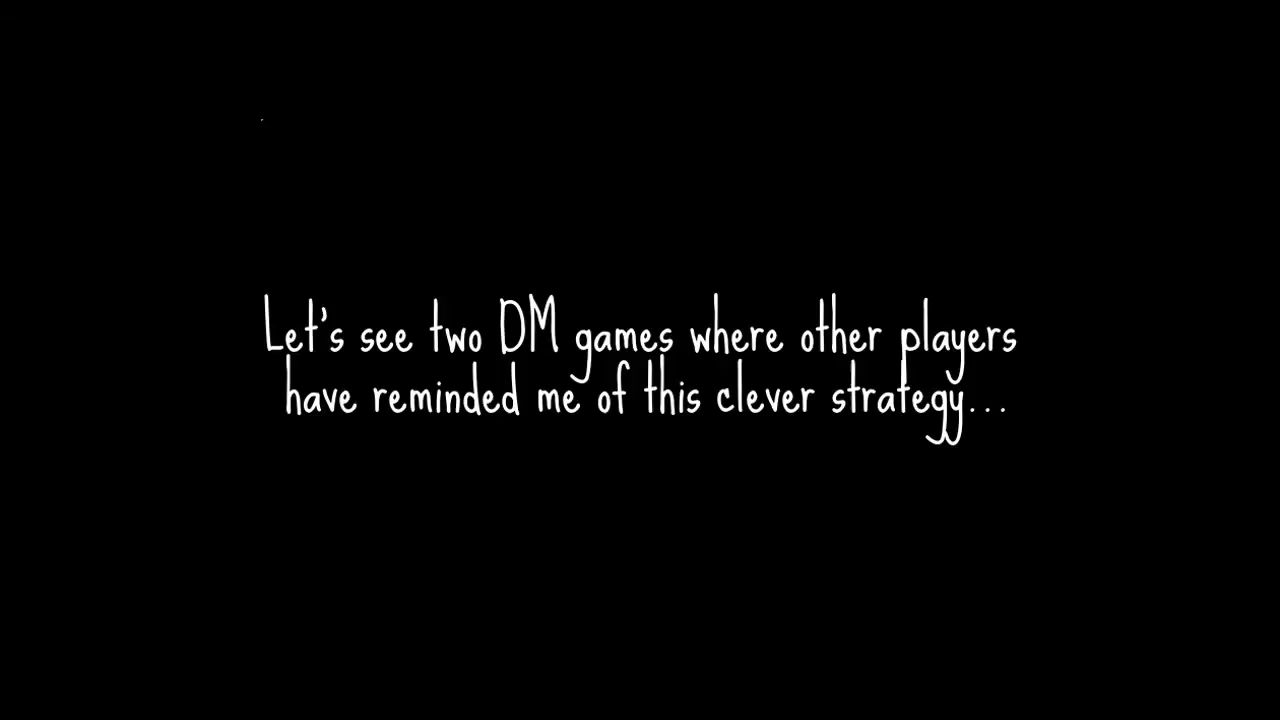 Let's see two DM games where other players
have reminded me of this clever strategy...